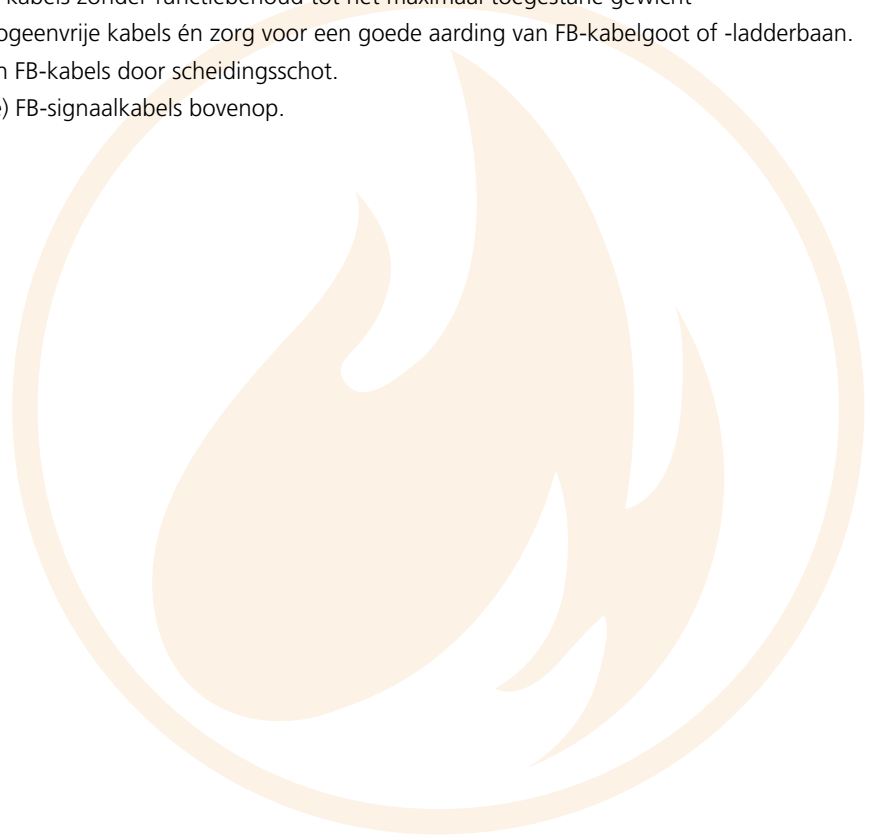 kabels zonder functiebehoud tot het maximaal toegestane gewicht
ogeenvrije kabels én zorg voor een goede aarding van FB-kabelgoot of -ladderbaan.
n FB-kabels door scheidingsschot.
) FB-signaalkabels bovenop.